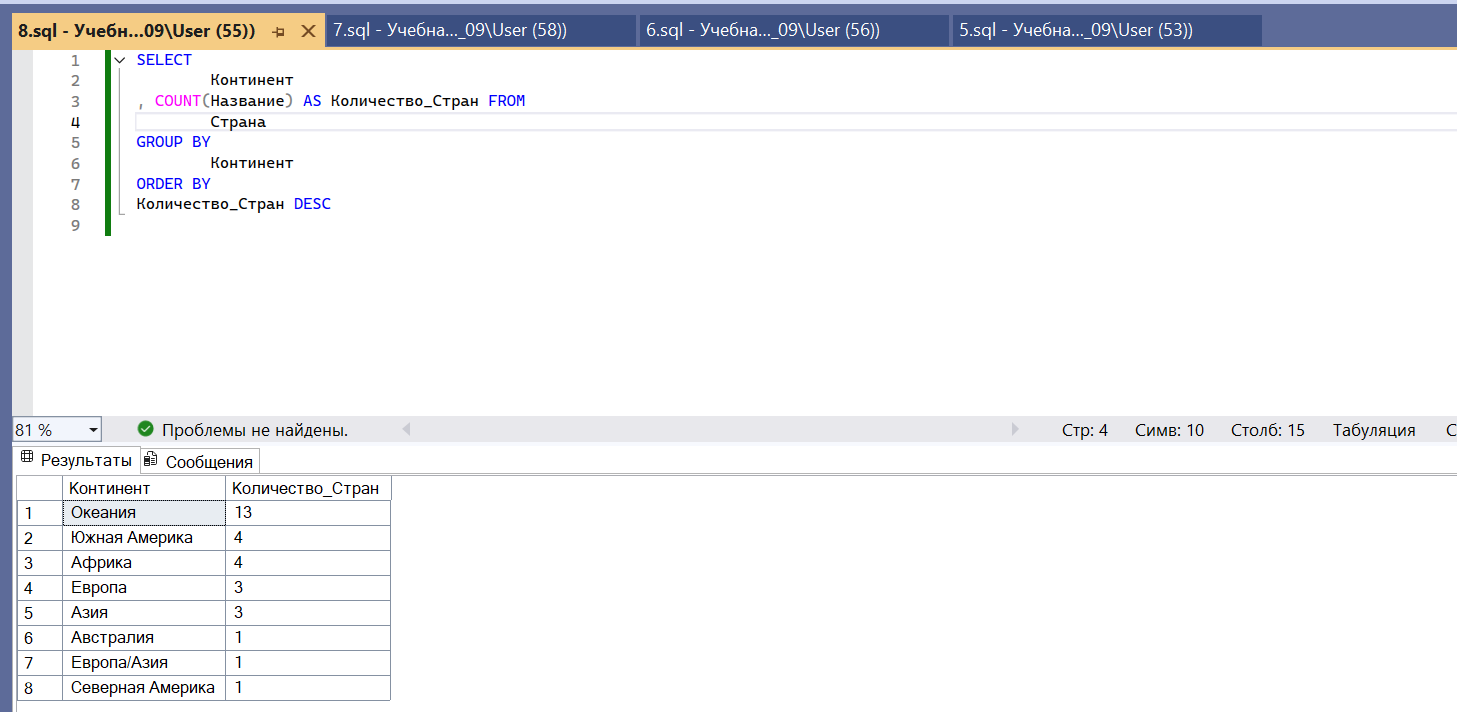 8.sql - Учебн...09\User (55)) 7.sql - Учебна..._09\User (58)) 6.sql - Учебна..._09\User (56)) 5.sql - Учебна..._09\User (53))
1 SELECT
2 Континент
3 , COUNT(Название) AS Количество_Стран FROM
4 Страна
5 GROUP BY
6 Континент
7 ORDER BY
8 Количество_Стран DESC
9
81 % Проблемы не найдены. Стр: 4 Симв: 10 Столб: 15 Табуляция С
Результаты Сообщения
Континент Количество_Стран
1 Океания 13
2 Южная Америка 4
3 Африка 4
4 Европа 3
5 Азия 3
6 Австралия 1
7 Европа/Азия 1
8 Северная Америка 1